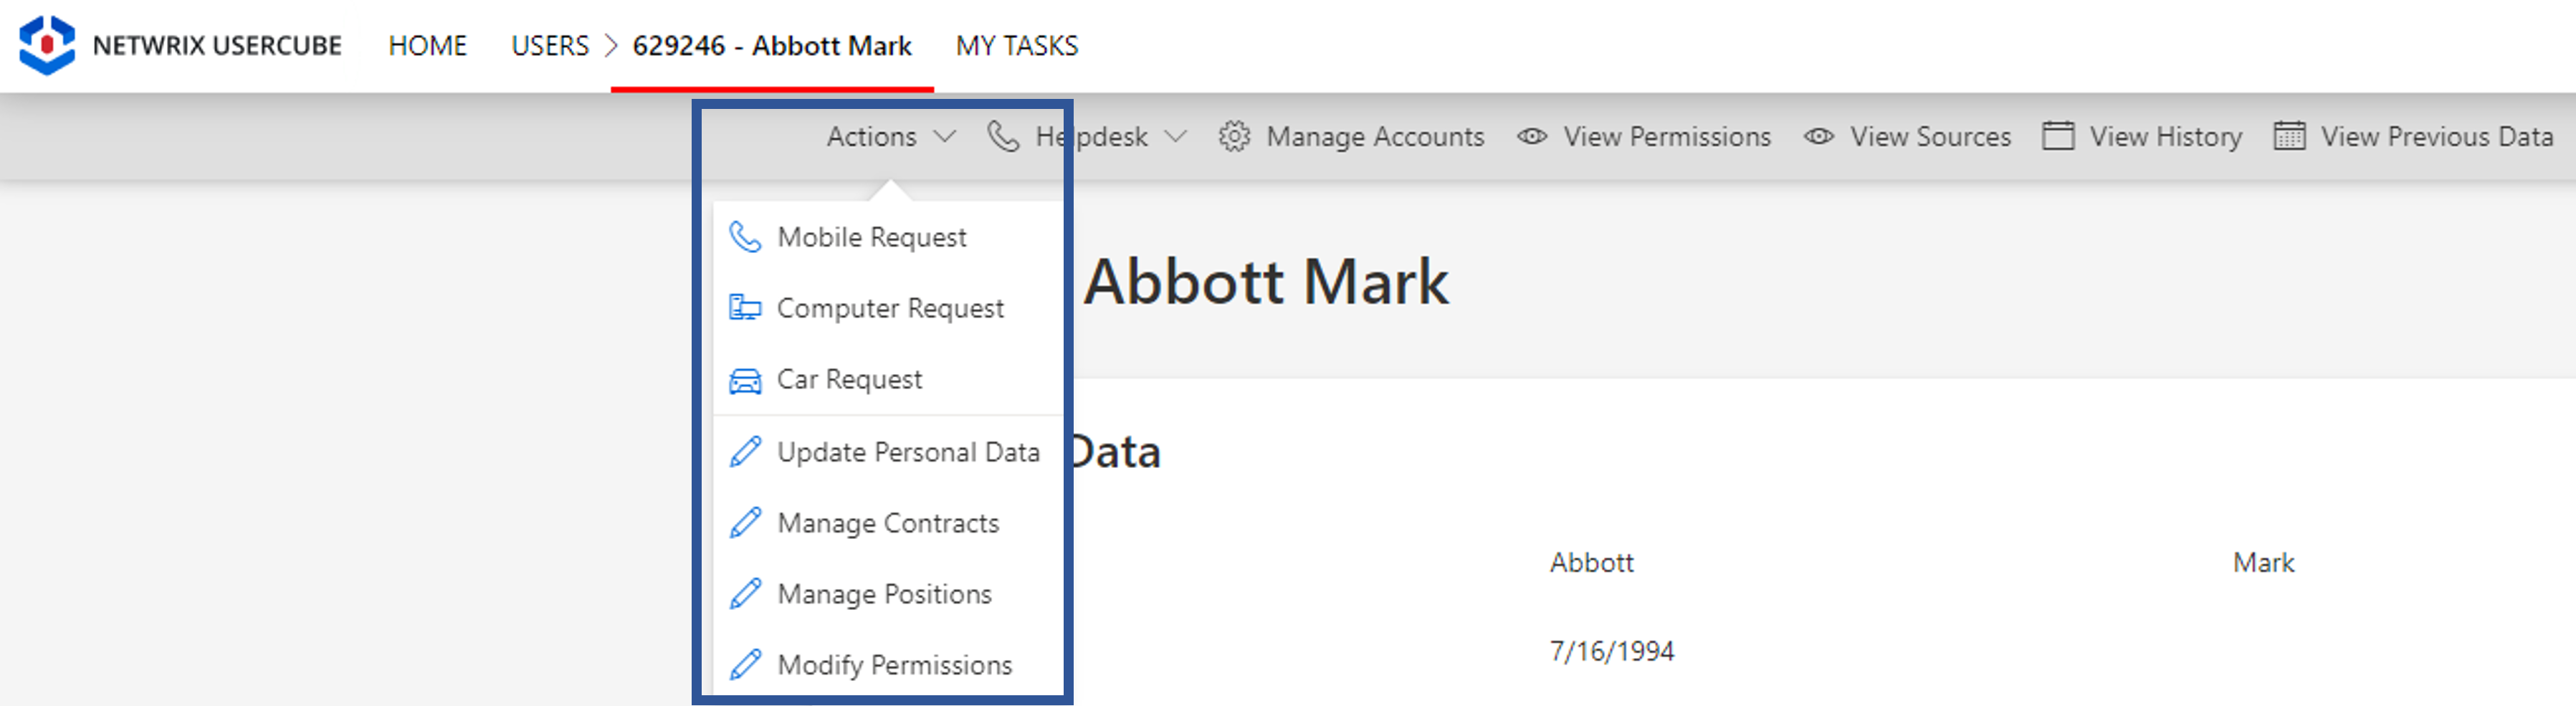 NETWRIX USERCUBE HOME USERS 629246 - Abbott Mark MY TASKS
Actions Helpdesk Manage Accounts View Permissions View Sources View History View Previous Data
Mobile Request
Abbott Mark
Computer Request
Car Request
Update Personal Data
Data
Manage Contracts
Abbott Mark
Manage Positions
7/16/1994
Modify Permissions